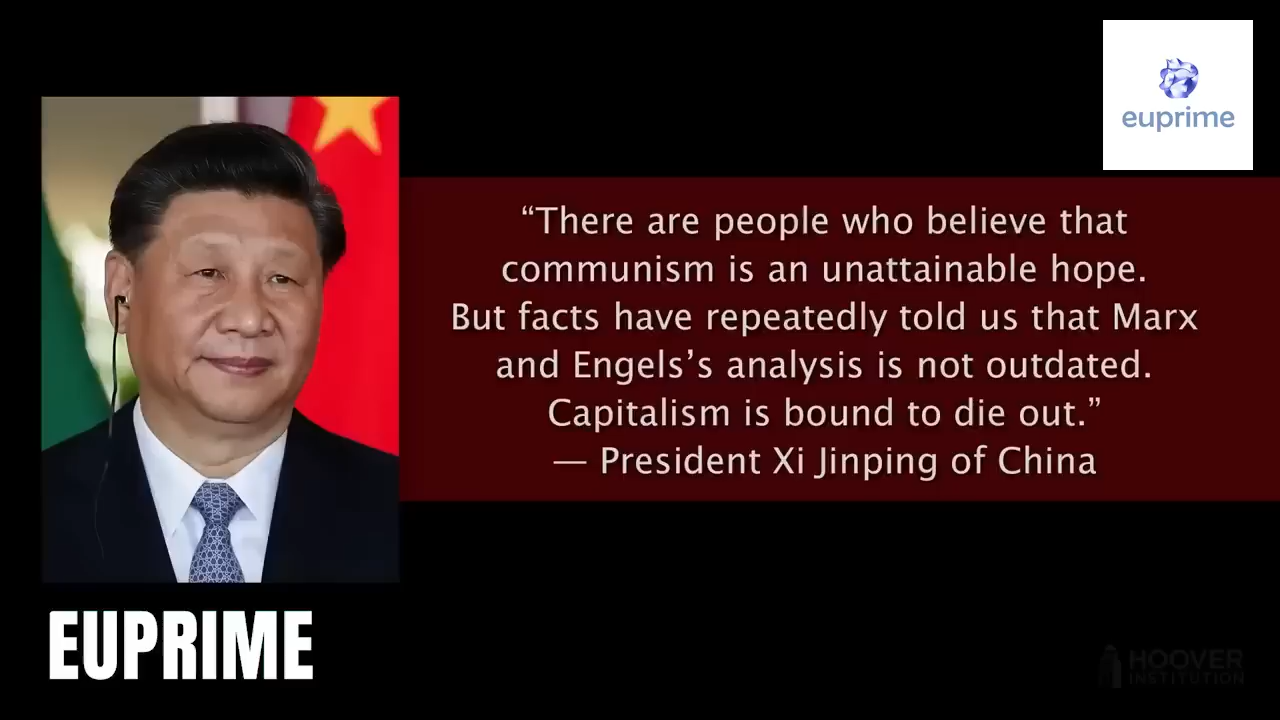 euprime
“There are people who believe that
communism is an unattainable hope.
But facts have repeatedly told us that Marx
and Engels’s analysis is not outdated.
Capitalism is bound to die out.”
— President Xi Jinping of China
EUPRIME
HOOVER
INSTITUTION